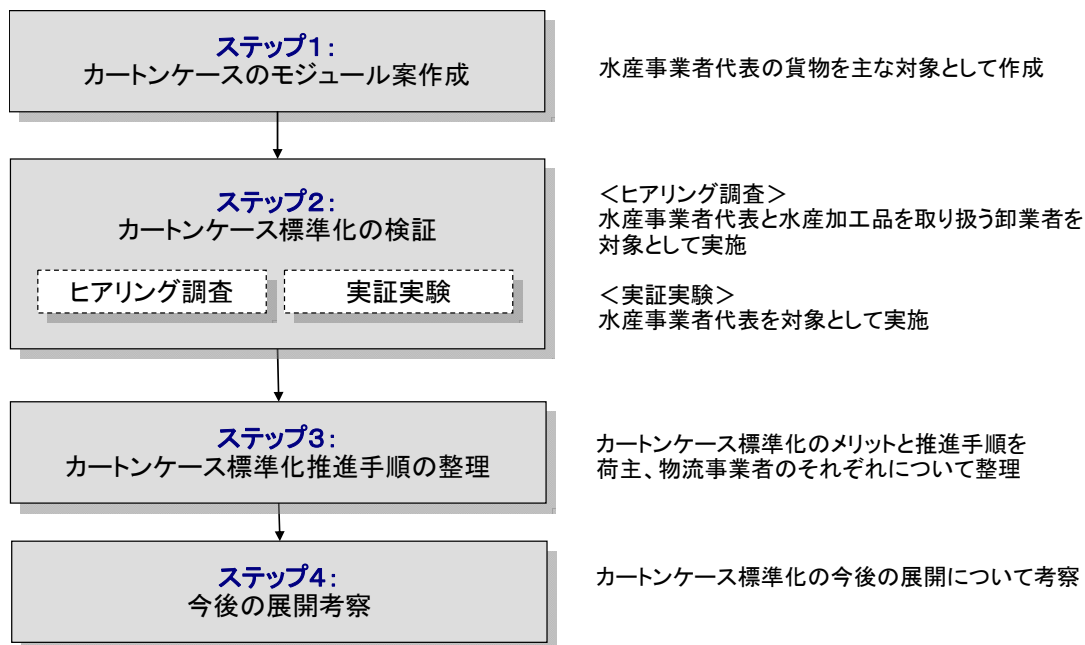 ステップ1:
カートンケースのモジュール案作成
水産事業者代表の貨物を主な対象として作成
ステップ2:
カートンケース標準化の検証
ヒアリング調査
実証実験
＜ヒアリング調査＞
水産事業者代表と水産加工品を取り扱う卸業者を
対象として実施
＜実証実験＞
水産事業者代表を対象として実施
ステップ3:
カートンケース標準化推進手順の整理
カートンケース標準化のメリットと推進手順を
荷主、物流事業者のそれぞれについて整理
ステップ4:
今後の展開考察
カートンケース標準化の今後の展開について考察